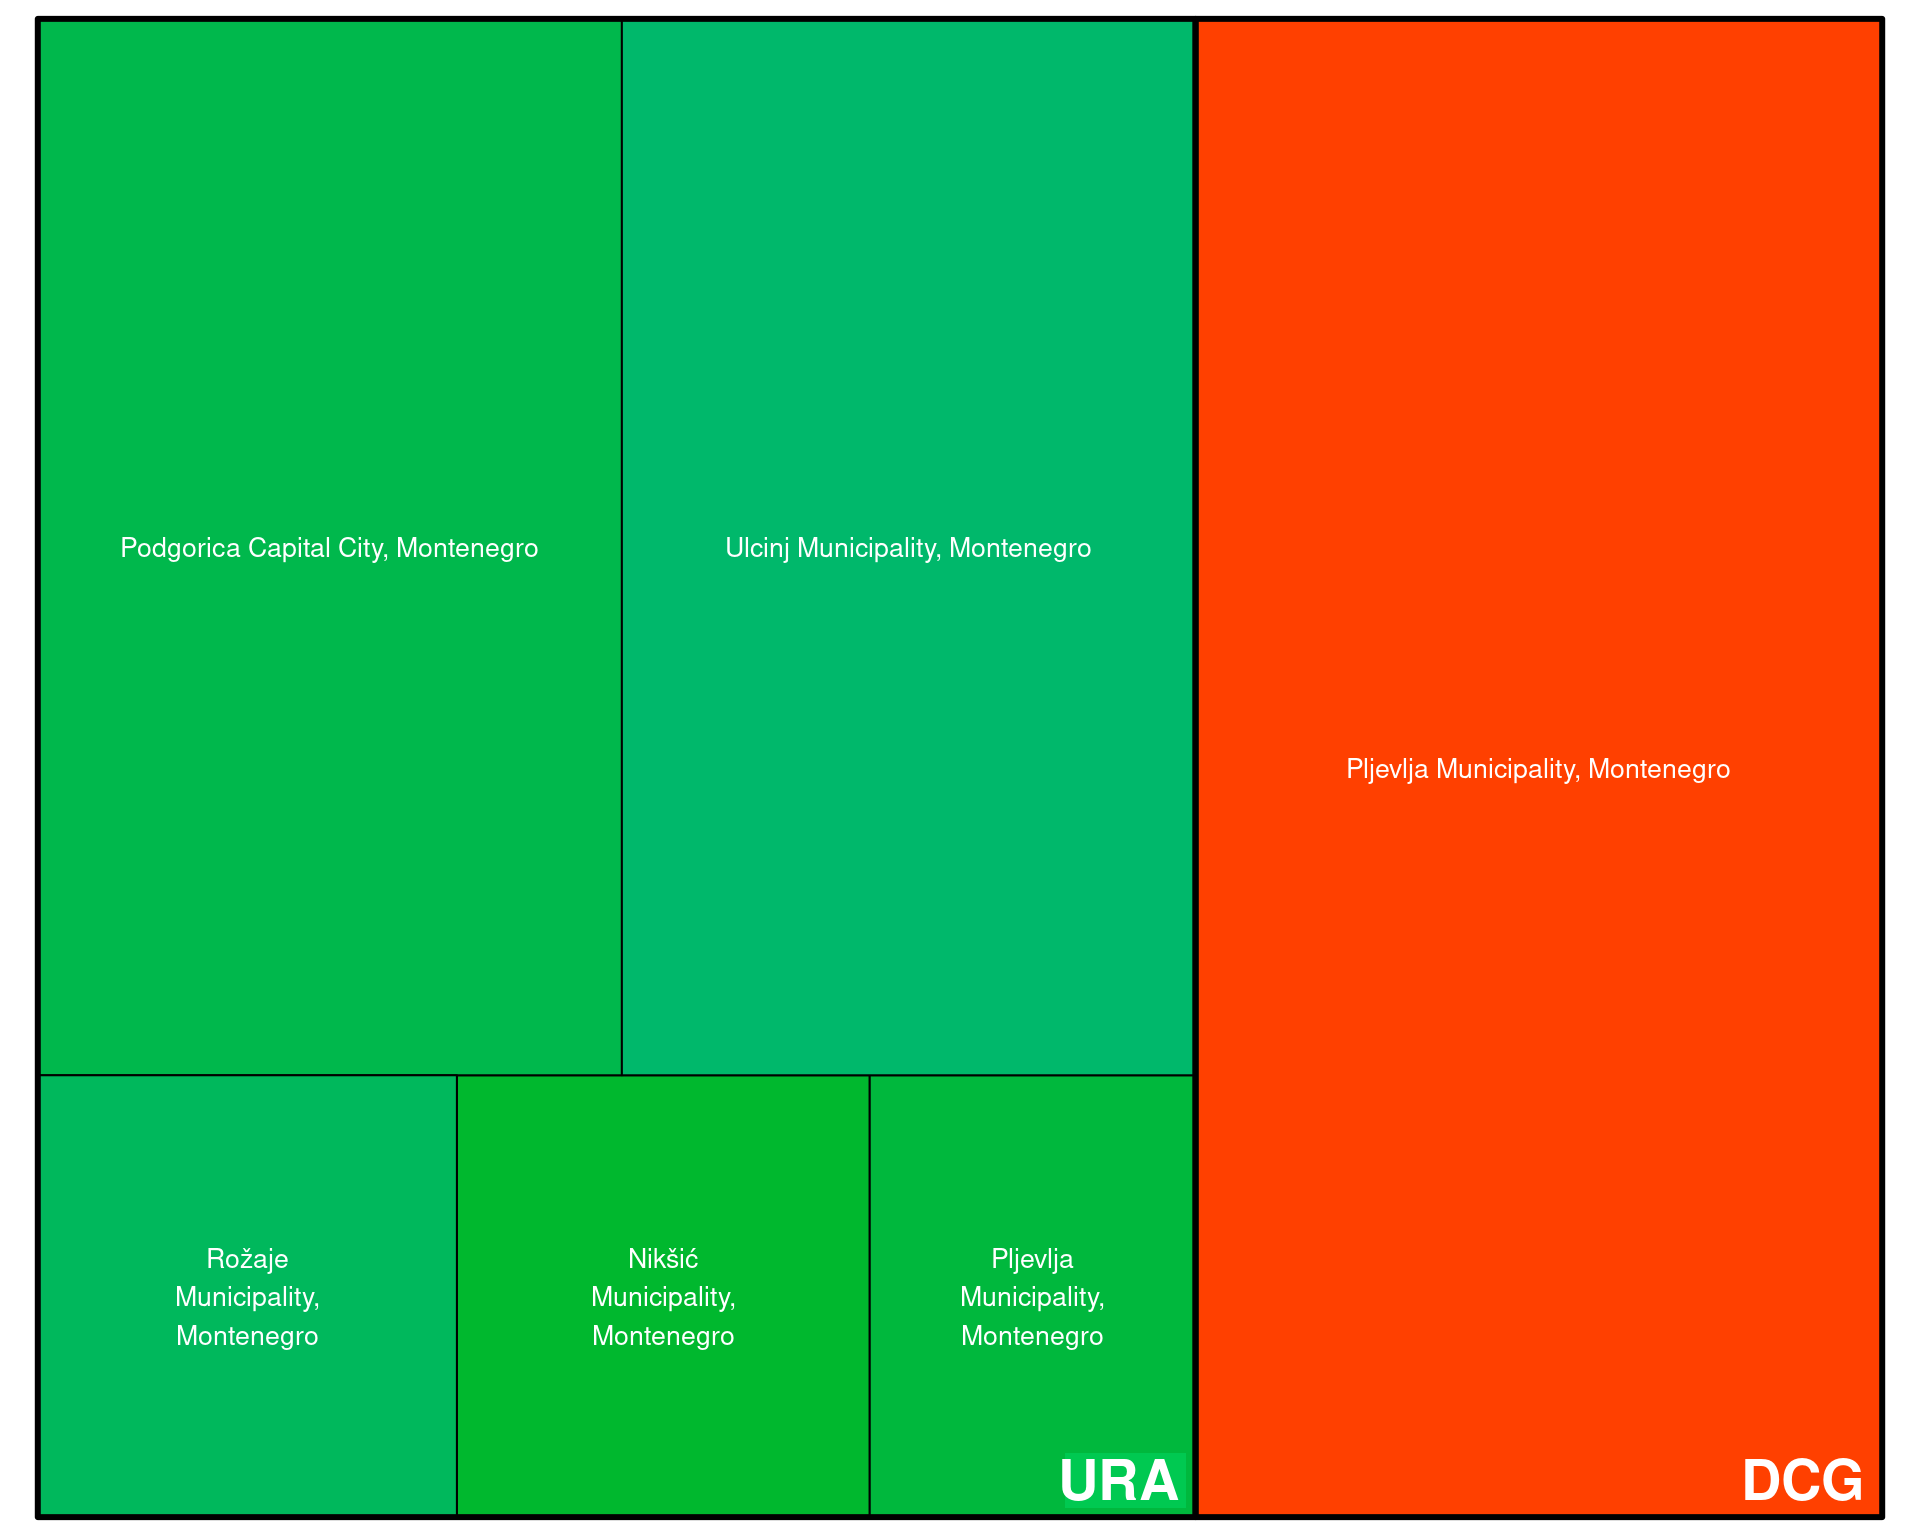 Podgorica Capital City, Montenegro
Ulcinj Municipality, Montenegro
Pljevlja Municipality, Montenegro
Rožaje
Municipality,
Montenegro
Nikšić
Municipality,
Montenegro
Pljevlja
Municipality,
Montenegro
URA
DCG